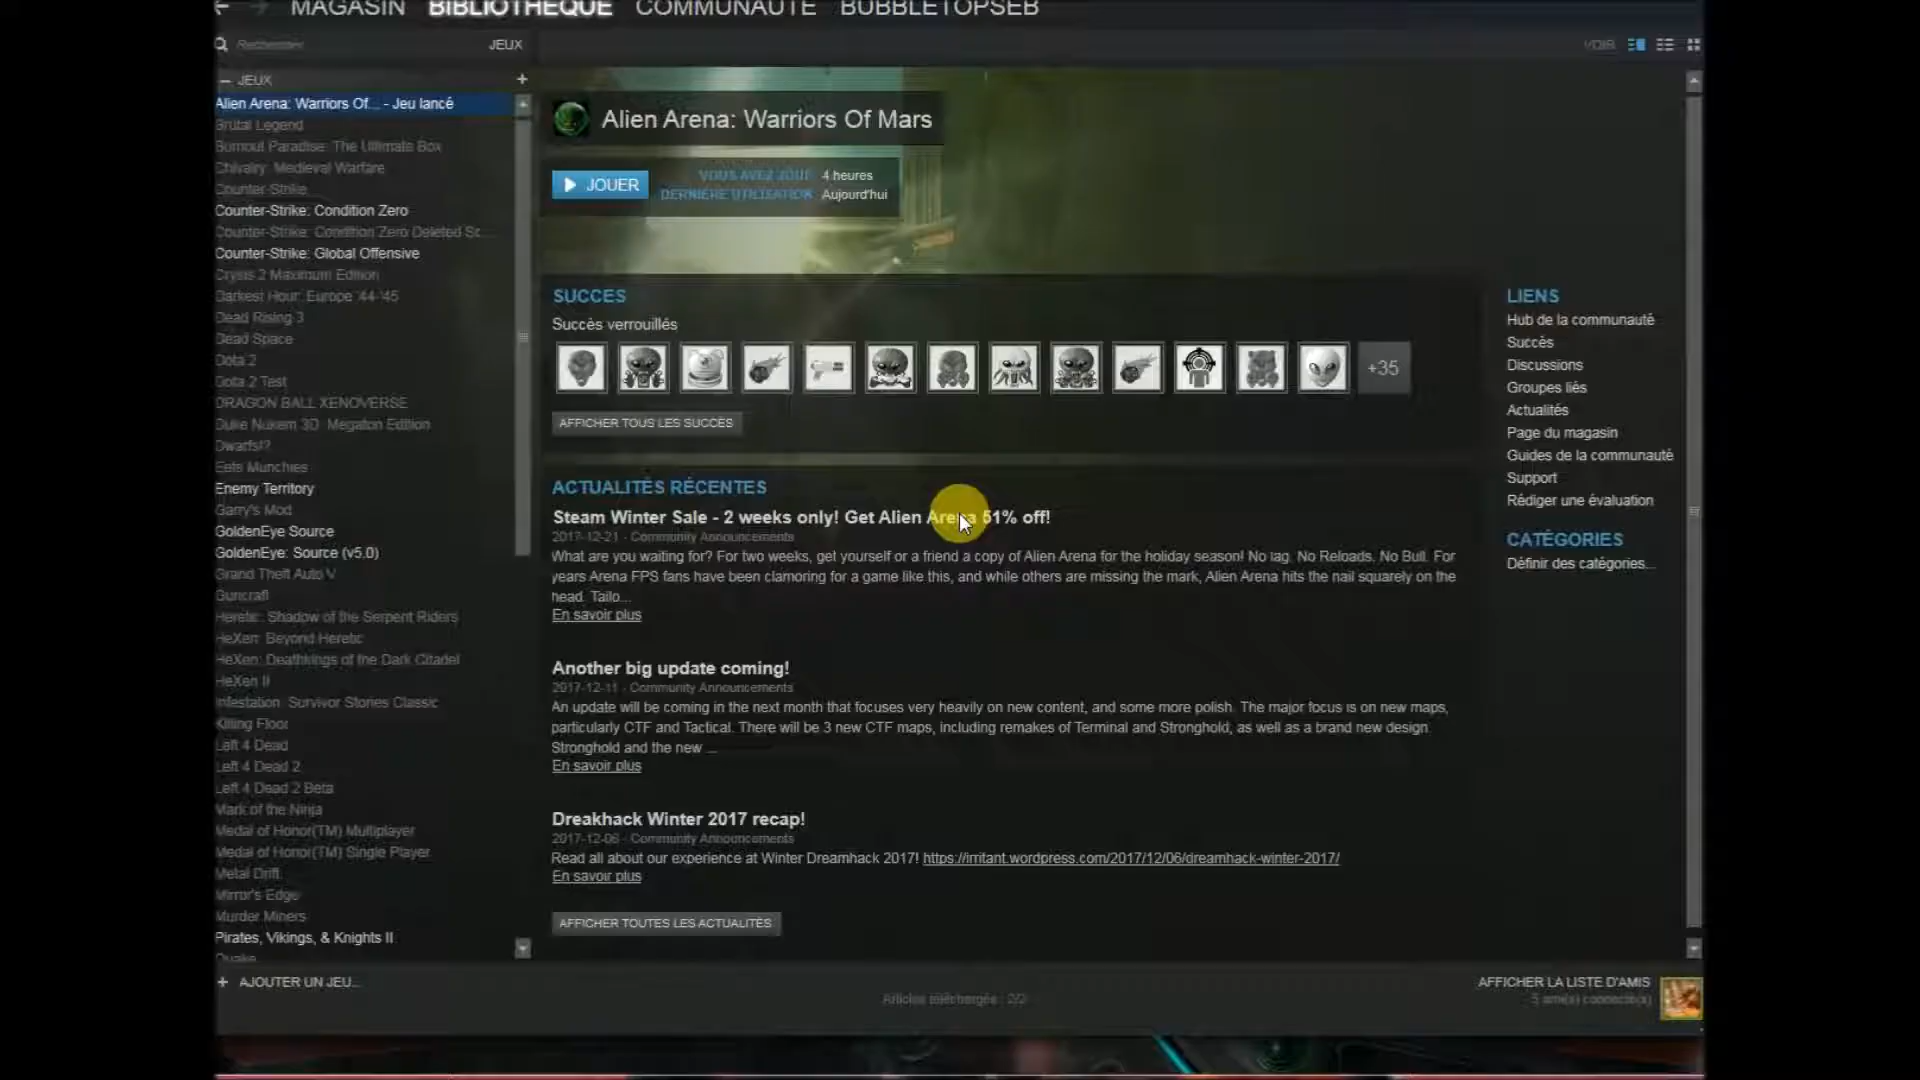 MAGASIN BIBLIOTHÈQUE COMMUNAUTÉ BUBBLETOPSEB
Rechercher JEUX
VOIR
JEUX
Alien Arena: Warriors Of... - Jeu lancé
Brutal Legend
Burnout Paradise: The Ultimate Box
Chivalry: Medieval Warfare
Counter-Strike
Counter-Strike: Condition Zero
Counter-Strike: Condition Zero Deleted Sc...
Counter-Strike: Global Offensive
Crysis 2 Maximum Edition
Darkest Hour: Europe '44-'45
Dead Rising 3
Dead Space
Dota 2
Dota 2 Test
DRAGON BALL XENOVERSE
Duke Nukem 3D: Megaton Edition
Dwarfs!?
Eets Munchies
Enemy Territory
Garry's Mod
GoldenEye Source
GoldenEye: Source (v5.0)
Grand Theft Auto V
Guncraft
Heretic: Shadow of the Serpent Riders
HeXen: Beyond Heretic
HeXen: Deathkings of the Dark Citadel
HeXen II
Infestation: Survivor Stories Classic
Killing Floor
Left 4 Dead
Left 4 Dead 2
Left 4 Dead 2 Beta
Mark of the Ninja
Medal of Honor(TM) Multiplayer
Medal of Honor(TM) Single Player
Metal Drift
Mirror's Edge
Murder Miners
Pirates, Vikings, & Knights II
Quake
+ AJOUTER UN JEU...
Alien Arena: Warriors Of Mars
JOUER
VOUS AVEZ JOUÉ 4 heures
DERNIÈRE UTILISATION Aujourd'hui
SUCCÈS
Succès verrouillés
+35
AFFICHER TOUS LES SUCCÈS
ACTUALITÉS RÉCENTES
Steam Winter Sale - 2 weeks only! Get Alien Arena 51% off!
2017-12-21 - Community Announcements
What are you waiting for? For two weeks, get yourself or a friend a copy of Alien Arena for the holiday season! No lag. No Reloads. No Bull. For
years Arena FPS fans have been clamoring for a game like this, and while others are missing the mark, Alien Arena hits the nail squarely on the
head. Tailo...
En savoir plus
Another big update coming!
2017-12-11 - Community Announcements
An update will be coming in the next month that focuses very heavily on new content, and some more polish. The major focus is on new maps,
particularly CTF and Tactical. There will be 3 new CTF maps, including remakes of Terminal and Stronghold, as well as a brand new design.
Stronghold and the new ...
En savoir plus
Dreakhack Winter 2017 recap!
2017-12-06 - Community Announcements
Read all about our experience at Winter Dreamhack 2017! https://irritant.wordpress.com/2017/12/06/dreamhack-winter-2017/
En savoir plus
AFFICHER TOUTES LES ACTUALITÉS
LIENS
Hub de la communauté
Succès
Discussions
Groupes liés
Actualités
Page du magasin
Guides de la communauté
Support
Rédiger une évaluation
CATÉGORIES
Définir des catégories...
Articles téléchargés : 2/2
AFFICHER LA LISTE D'AMIS
5 ami(s) connecté(s)